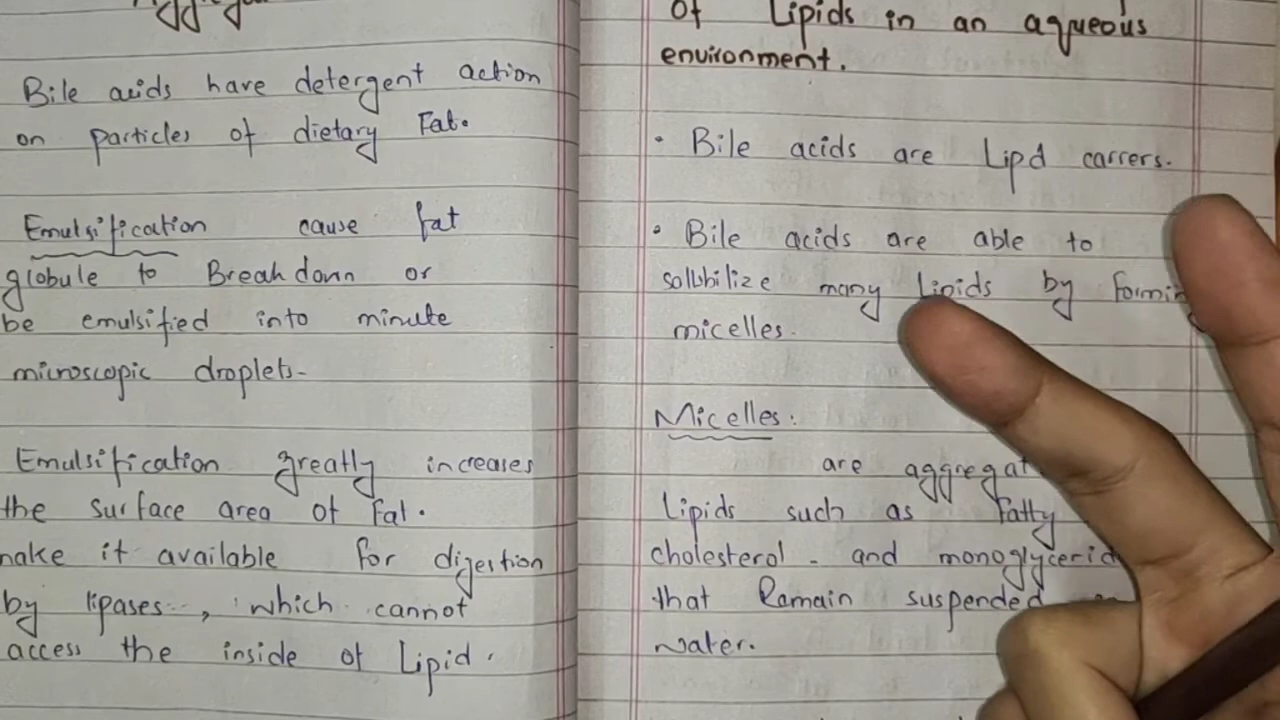 Bile acids have detergent action
on particles of dietary Fat.
Emulsification cause fat
globule to Breakdown or
be emulsified into minute
microscopic droplets.
Emulsification greatly increases
the surface area of Fat.
make it available for digestion
by lipases, which cannot
access the inside of Lipid.
of Lipids in an aqueous
environment.
• Bile acids are Lipd carrers.
• Bile acids are able to
sollubilize many Lipids by Formin
micelles.
Micelles:
are aggregat
Lipids such as Fatty
cholesterol - and monoglycerid
that Remain suspended
water.